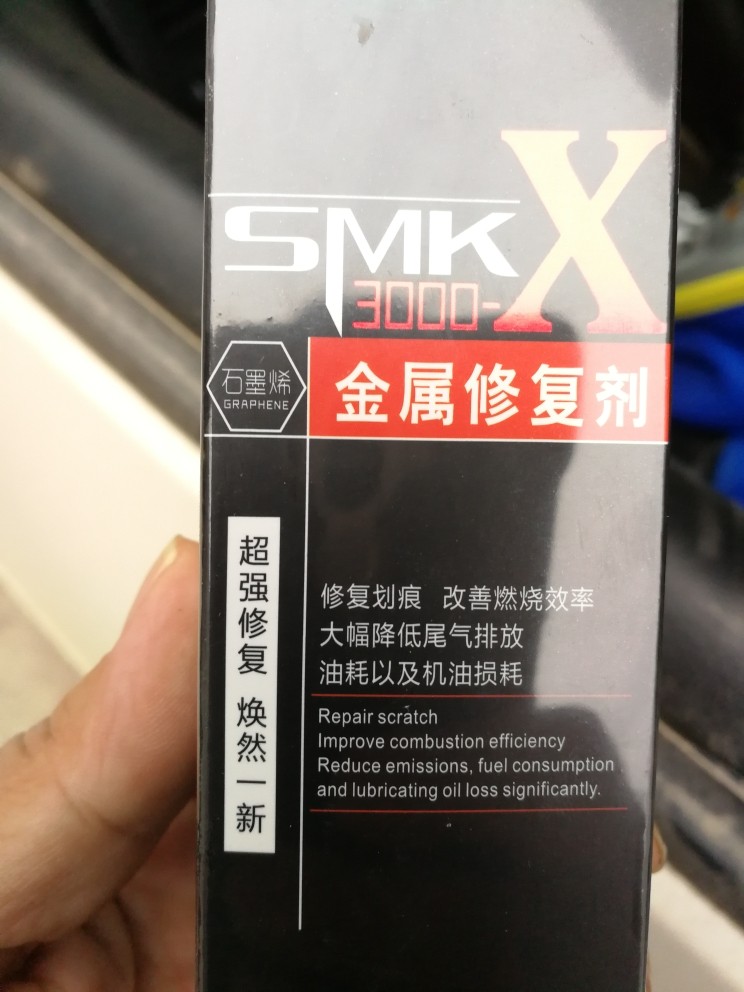 SMK
3000-X
石墨烯
GRAPHENE
金属修复剂
超强修复 焕然一新
修复划痕 改善燃烧效率
大幅降低尾气排放
油耗以及机油损耗
Repair scratch
Improve combustion efficiency
Reduce emissions, fuel consumption
and lubricating oil loss significantly.